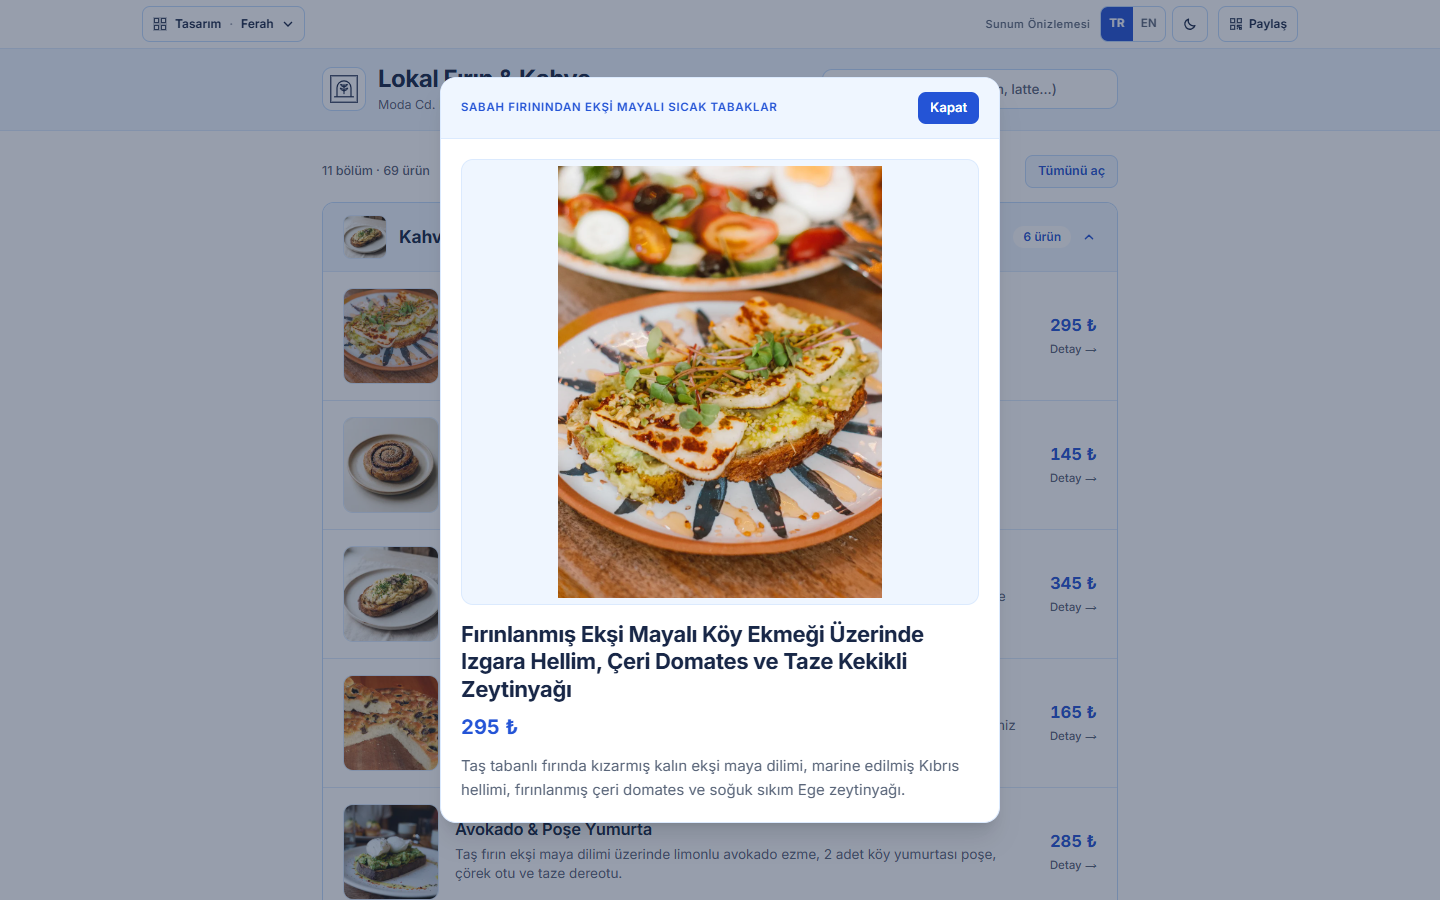 Tasarım · Ferah
Sunum Önizlemesi
TR
EN
Paylaş
Lokal Fırın & Kahve
Moda Cd.
latte...)
SABAH FIRININDAN EKŞİ MAYALI SICAK TABAKLAR
Kapat
11 bölüm · 69 ürün
Tümünü aç
6 ürün
295 ₺
Detay →
145 ₺
Detay →
345 ₺
Detay →
Fırınlanmış Ekşi Mayalı Köy Ekmeği Üzerinde
Izgara Hellim, Çeri Domates ve Taze Kekikli
Zeytinyağı
295 ₺
165 ₺
Detay →
Taş tabanlı fırında kızarmış kalın ekşi maya dilimi, marine edilmiş Kıbrıs
hellimi, fırınlanmış çeri domates ve soğuk sıkım Ege zeytinyağı.
Avokado & Poşe Yumurta
Taş fırın ekşi maya dilimi üzerinde limonlu avokado ezme, 2 adet köy yumurtası poşe,
çörek otu ve taze dereotu.
285 ₺
Detay →